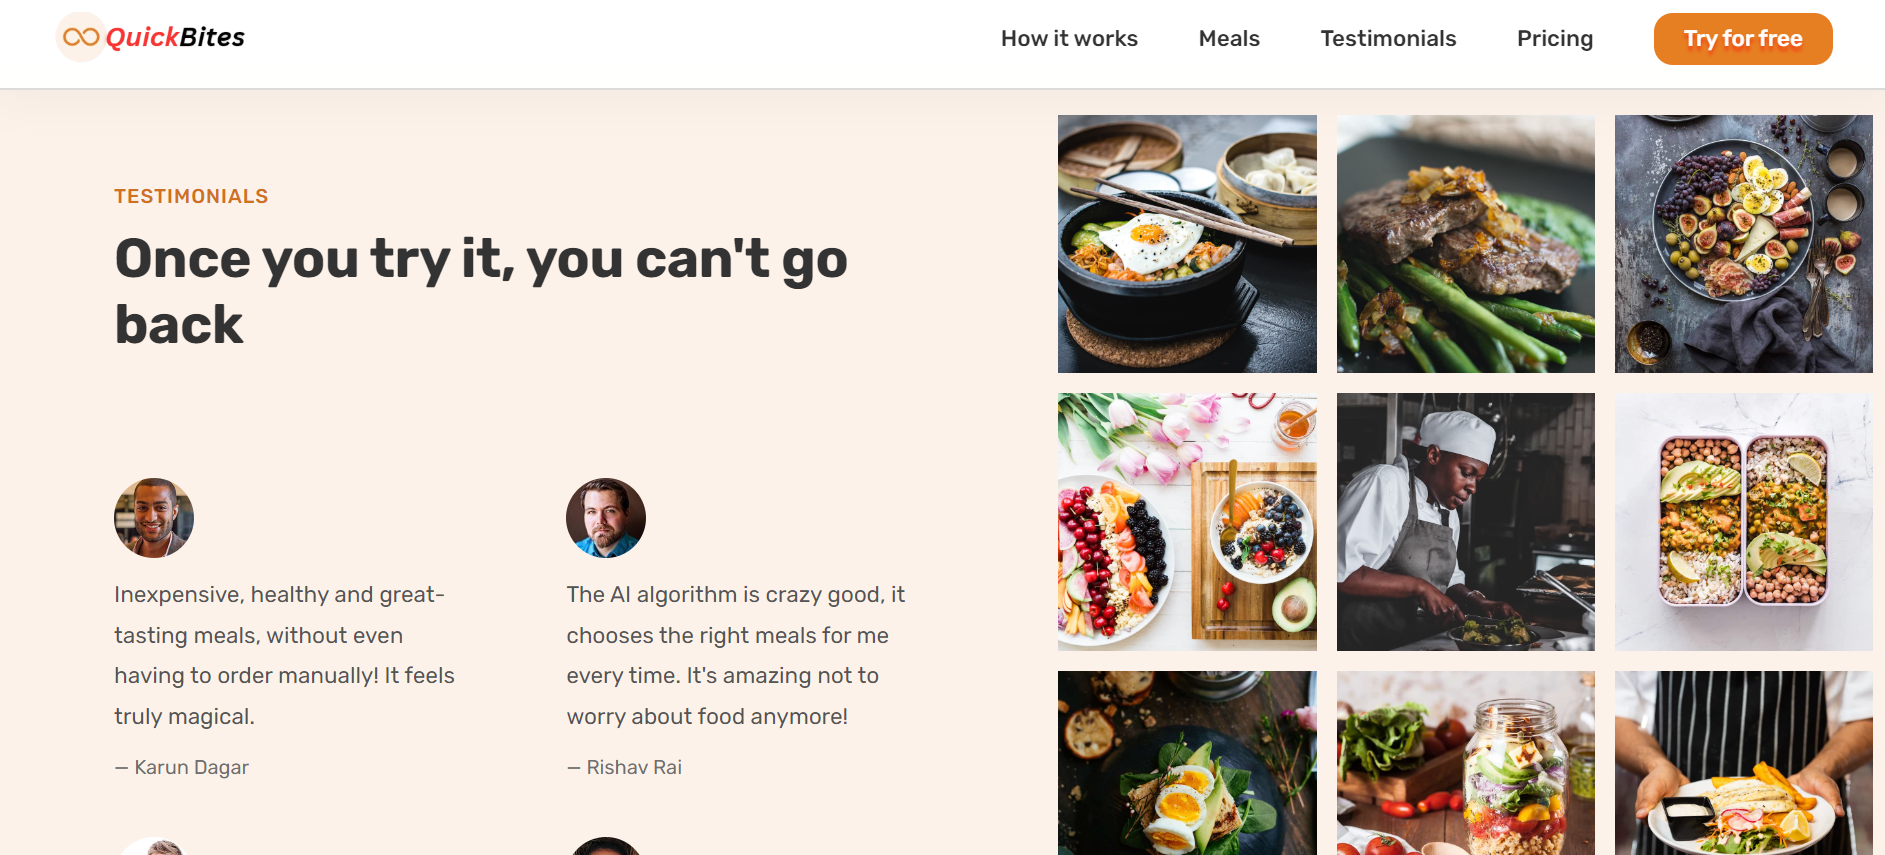 QuickBites
How it works
Meals
Testimonials
Pricing
Try for free
TESTIMONIALS
Once you try it, you can't go
back
Inexpensive, healthy and great-
tasting meals, without even
having to order manually! It feels
truly magical.
— Karun Dagar
The AI algorithm is crazy good, it
chooses the right meals for me
every time. It's amazing not to
worry about food anymore!
— Rishav Rai